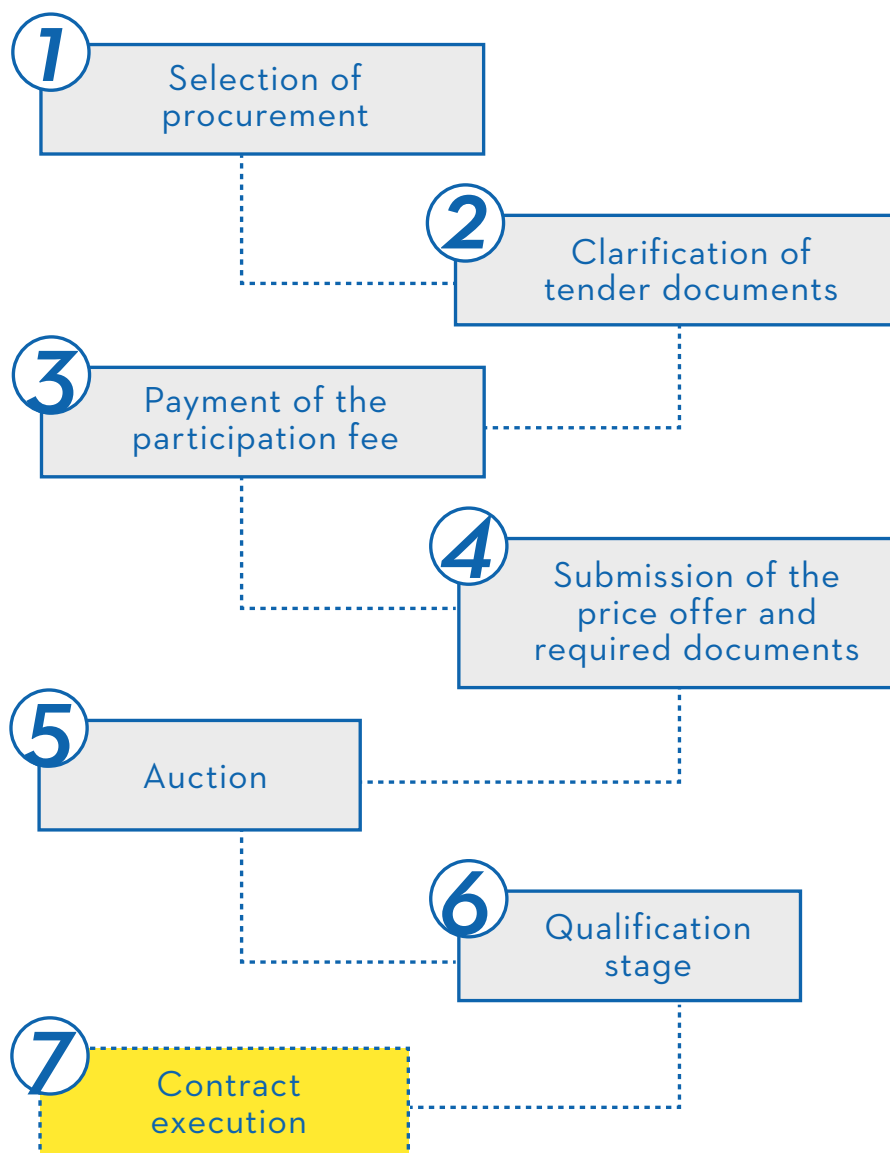 1
Selection of
procurement
2
Clarification of
tender documents
3
Payment of the
participation fee
4
Submission of the
price offer and
required documents
5
Auction
6
Qualification
stage
7
Contract
execution